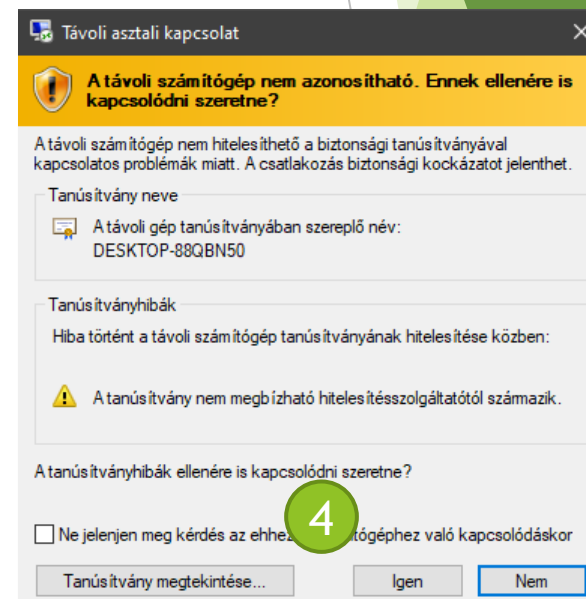 Távoli asztali kapcsolat
A távoli számítógép nem azonosítható. Ennek ellenére is
kapcsolódni szeretne?
A távoli számítógép nem hitelesíthető a biztonsági tanúsítványával
kapcsolatos problémák miatt. A csatlakozás biztonsági kockázatot jelenthet.
Tanúsítvány neve
A távoli gép tanúsítványában szereplő név:
DESKTOP-88QBN50
Tanúsítványhibák
Hiba történt a távoli számítógép tanúsítványának hitelesítése közben:
A tanúsítvány nem megbízható hitelesítésszolgáltatótól származik.
A tanúsítványhibák ellenére is kapcsolódni szeretne?
4
Ne jelenjen meg kérdés az való kapcsolódáskor
Tanúsítvány megtekintése... Igen Nem